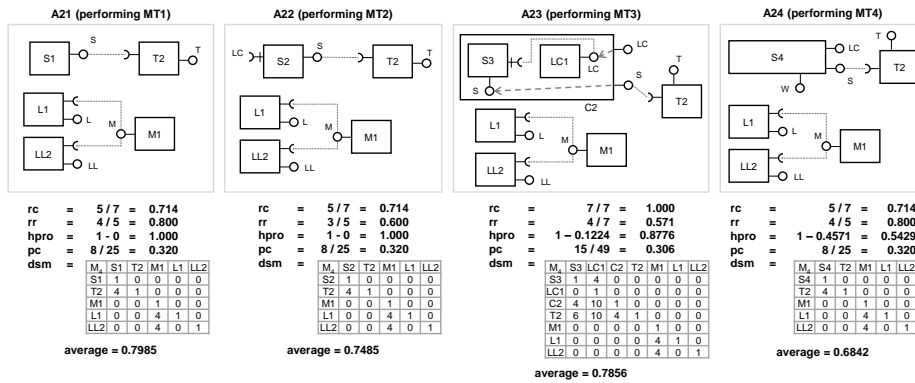 A21 (performing MT1)
S1
S
T2
T
L1
L
M
M1
LL2
LL
rc = 5 / 7 = 0.714
rr = 4 / 5 = 0.800
hpro = 1 - 0 = 1.000
pc = 8 / 25 = 0.320
dsm =
M4 S1 T2 M1 L1 LL2
S1 1 0 0 0 0
T2 4 1 0 0 0
M1 0 0 1 0 0
L1 0 0 4 1 0
LL2 0 0 4 0 1
average = 0.7985
A22 (performing MT2)
LC
S2
S
T2
T
L1
L
M
M1
LL2
LL
rc = 5 / 7 = 0.714
rr = 3 / 5 = 0.600
hpro = 1 - 0 = 1.000
pc = 8 / 25 = 0.320
dsm =
M4 S2 T2 M1 L1 LL2
S2 1 0 0 0 0
T2 4 1 0 0 0
M1 0 0 1 0 0
L1 0 0 4 1 0
LL2 0 0 4 0 1
average = 0.7485
A23 (performing MT3)
S3
LC1
LC
LC
S
S
C2
T
T2
L1
L
M
M1
LL2
LL
rc = 7 / 7 = 1.000
rr = 4 / 7 = 0.571
hpro = 1 – 0.1224 = 0.8776
pc = 15 / 49 = 0.306
dsm =
M4 S3 LC1 C2 T2 M1 L1 LL2
S3 1 4 0 0 0 0 0
LC1 0 1 0 0 0 0 0
C2 4 10 1 0 0 0 0
T2 6 10 4 1 0 0 0
M1 0 0 0 0 1 0 0
L1 0 0 0 0 4 1 0
LL2 0 0 0 0 4 0 1
average = 0.7856
A24 (performing MT4)
S4
LC
S
T
T2
W
L1
L
M
M1
LL2
LL
rc = 5 / 7 = 0.714
rr = 4 / 5 = 0.800
hpro = 1 – 0.4571 = 0.5429
pc = 8 / 25 = 0.320
dsm =
M4 S4 T2 M1 L1 LL2
S4 1 0 0 0 0
T2 4 1 0 0 0
M1 0 0 1 0 0
L1 0 0 4 1 0
LL2 0 0 4 0 1
average = 0.6842